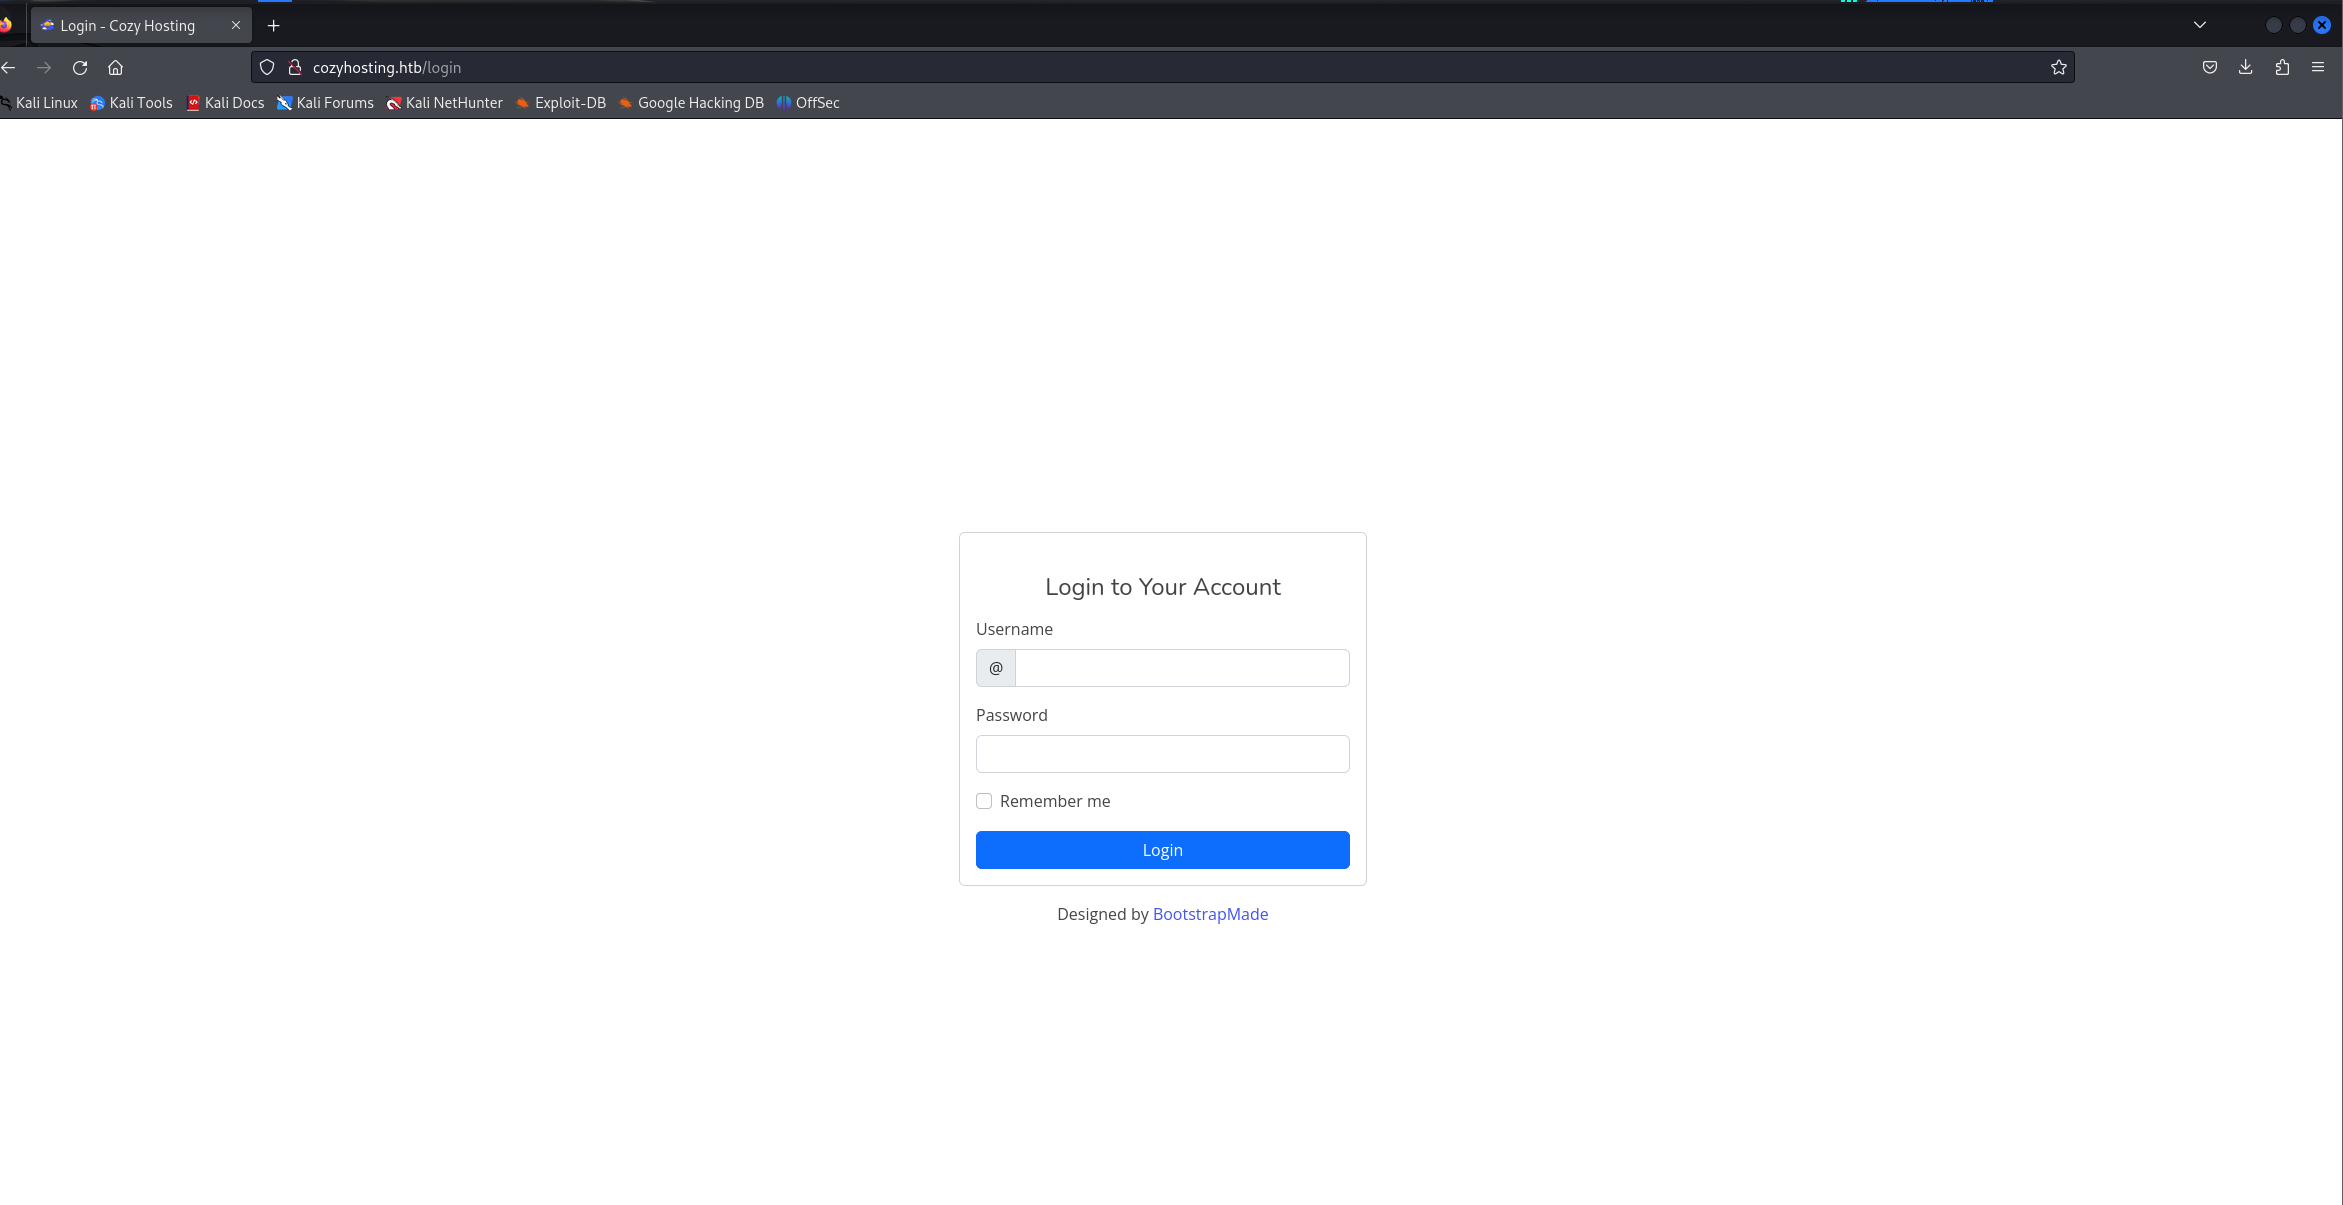 Login - Cozy Hosting
cozyhosting.htb/login
Kali Linux Kali Tools Kali Docs Kali Forums Kali NetHunter Exploit-DB Google Hacking DB OffSec
Login to Your Account
Username
@
Password
Remember me
Login
Designed by BootstrapMade